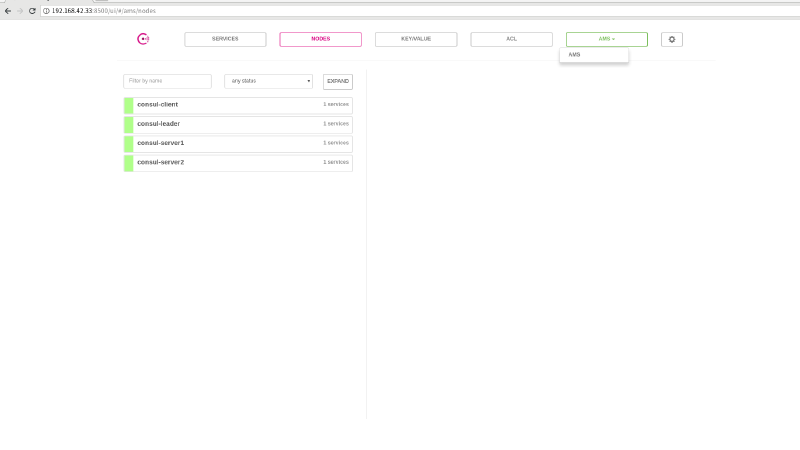 192.168.42.33:8500/ui/#/ams/nodes
SERVICES NODES KEY/VALUE ACL AMS
AMS
Filter by name any status EXPAND
consul-client 1 services
consul-leader 1 services
consul-server1 1 services
consul-server2 1 services